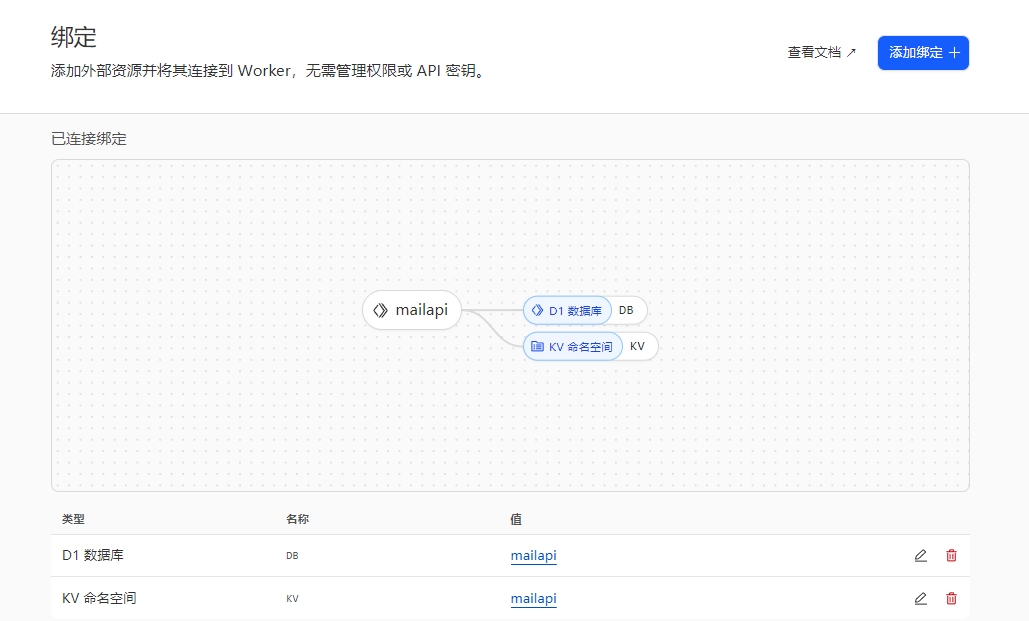 绑定
添加外部资源并将其连接到 Worker，无需管理权限或 API 密钥。
查看文档 ↗
添加绑定 +
已连接绑定
mailapi
D1 数据库 DB
KV 命名空间 KV
类型 名称 值
D1 数据库 DB mailapi
KV 命名空间 KV mailapi